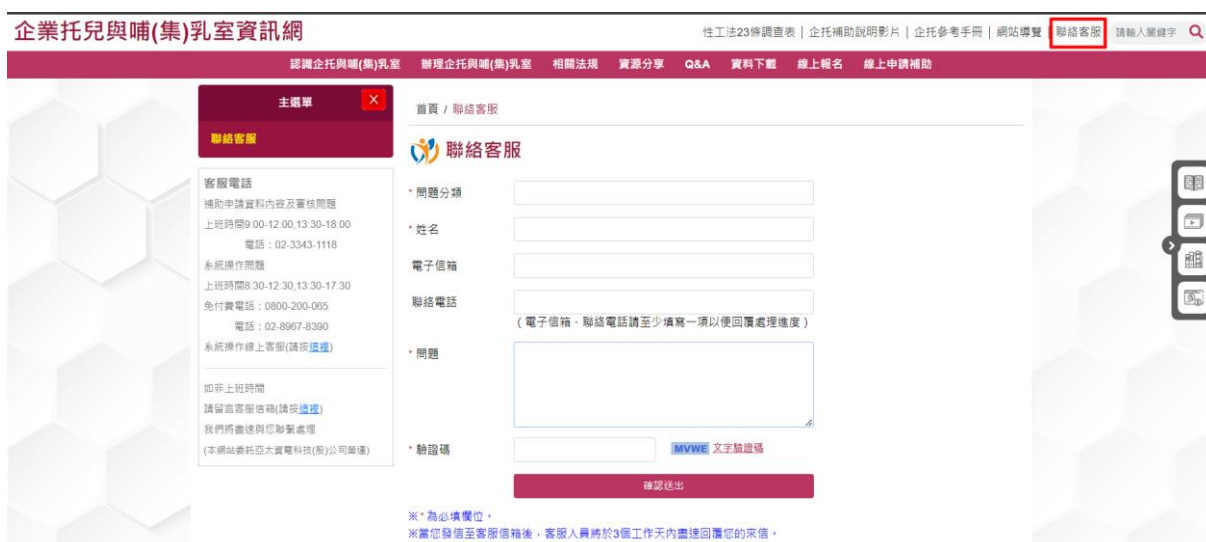 企業托兒與哺(集)乳室資訊網
性工法23條調查表 | 企托補助說明影片 | 企托參考手冊 | 網站導覽 | 聯絡客服 請輸入關鍵字
認識企托與哺(集)乳室 辦理企托與哺(集)乳室 相關法規 資源分享 Q&A 資料下載 線上報名 線上申請補助
主選單 X
聯絡客服
客服電話
補助申請資料內容及審核問題
上班時間9:00-12:00,13:30-18:00
電話：02-3343-1118
系統操作問題
上班時間8:30-12:30,13:30-17:30
免付費電話：0800-200-065
電話：02-8967-8390
系統操作線上客服(請按這裡)
如非上班時間
請留言客服信箱(請按這裡)
我們將盡速與您聯繫處理
(本網站委託亞太資電科技(股)公司營運)
首頁 / 聯絡客服
聯絡客服
* 問題分類
* 姓名
電子信箱
聯絡電話
(電子信箱、聯絡電話請至少填寫一項以便回覆處理進度)
* 問題
* 驗證碼 MVWE 文字驗證碼
確認送出
※*為必填欄位。
※當您發信至客服信箱後，客服人員將於3個工作天內盡速回覆您的來信。